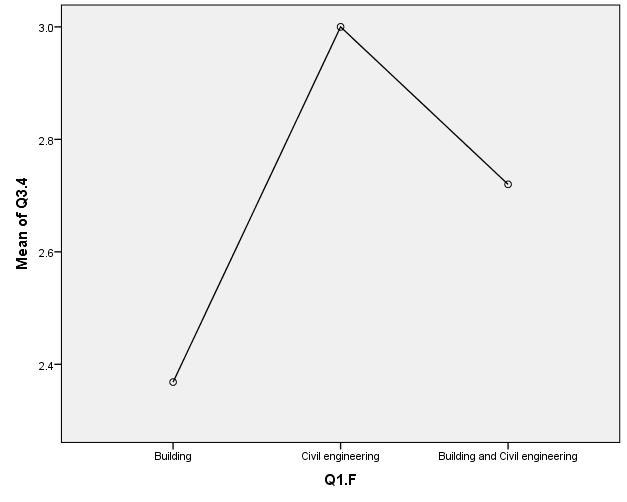 3.0
2.8
2.6
2.4
Mean of Q3.4
Building
Civil engineering
Building and Civil engineering
Q1.F